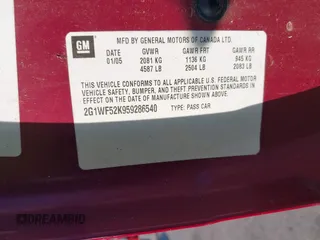 GM
MFD BY GENERAL MOTORS OF CANADA LTD.
DATE GVWR GAWR FRT GAWR RR
01/05 2081 KG 1136 KG 945 KG
4587 LB 2504 LB 2083 LB
THIS VEHICLE CONFORMS TO ALL APPLICABLE U.S. FEDERAL MOTOR
VEHICLE SAFETY, BUMPER, AND THEFT PREVENTION STANDARDS IN
EFFECT ON THE DATE OF MANUFACTURE SHOWN ABOVE.
2G1WF52K959286540 TYPE: PASS CAR
DREAMBID